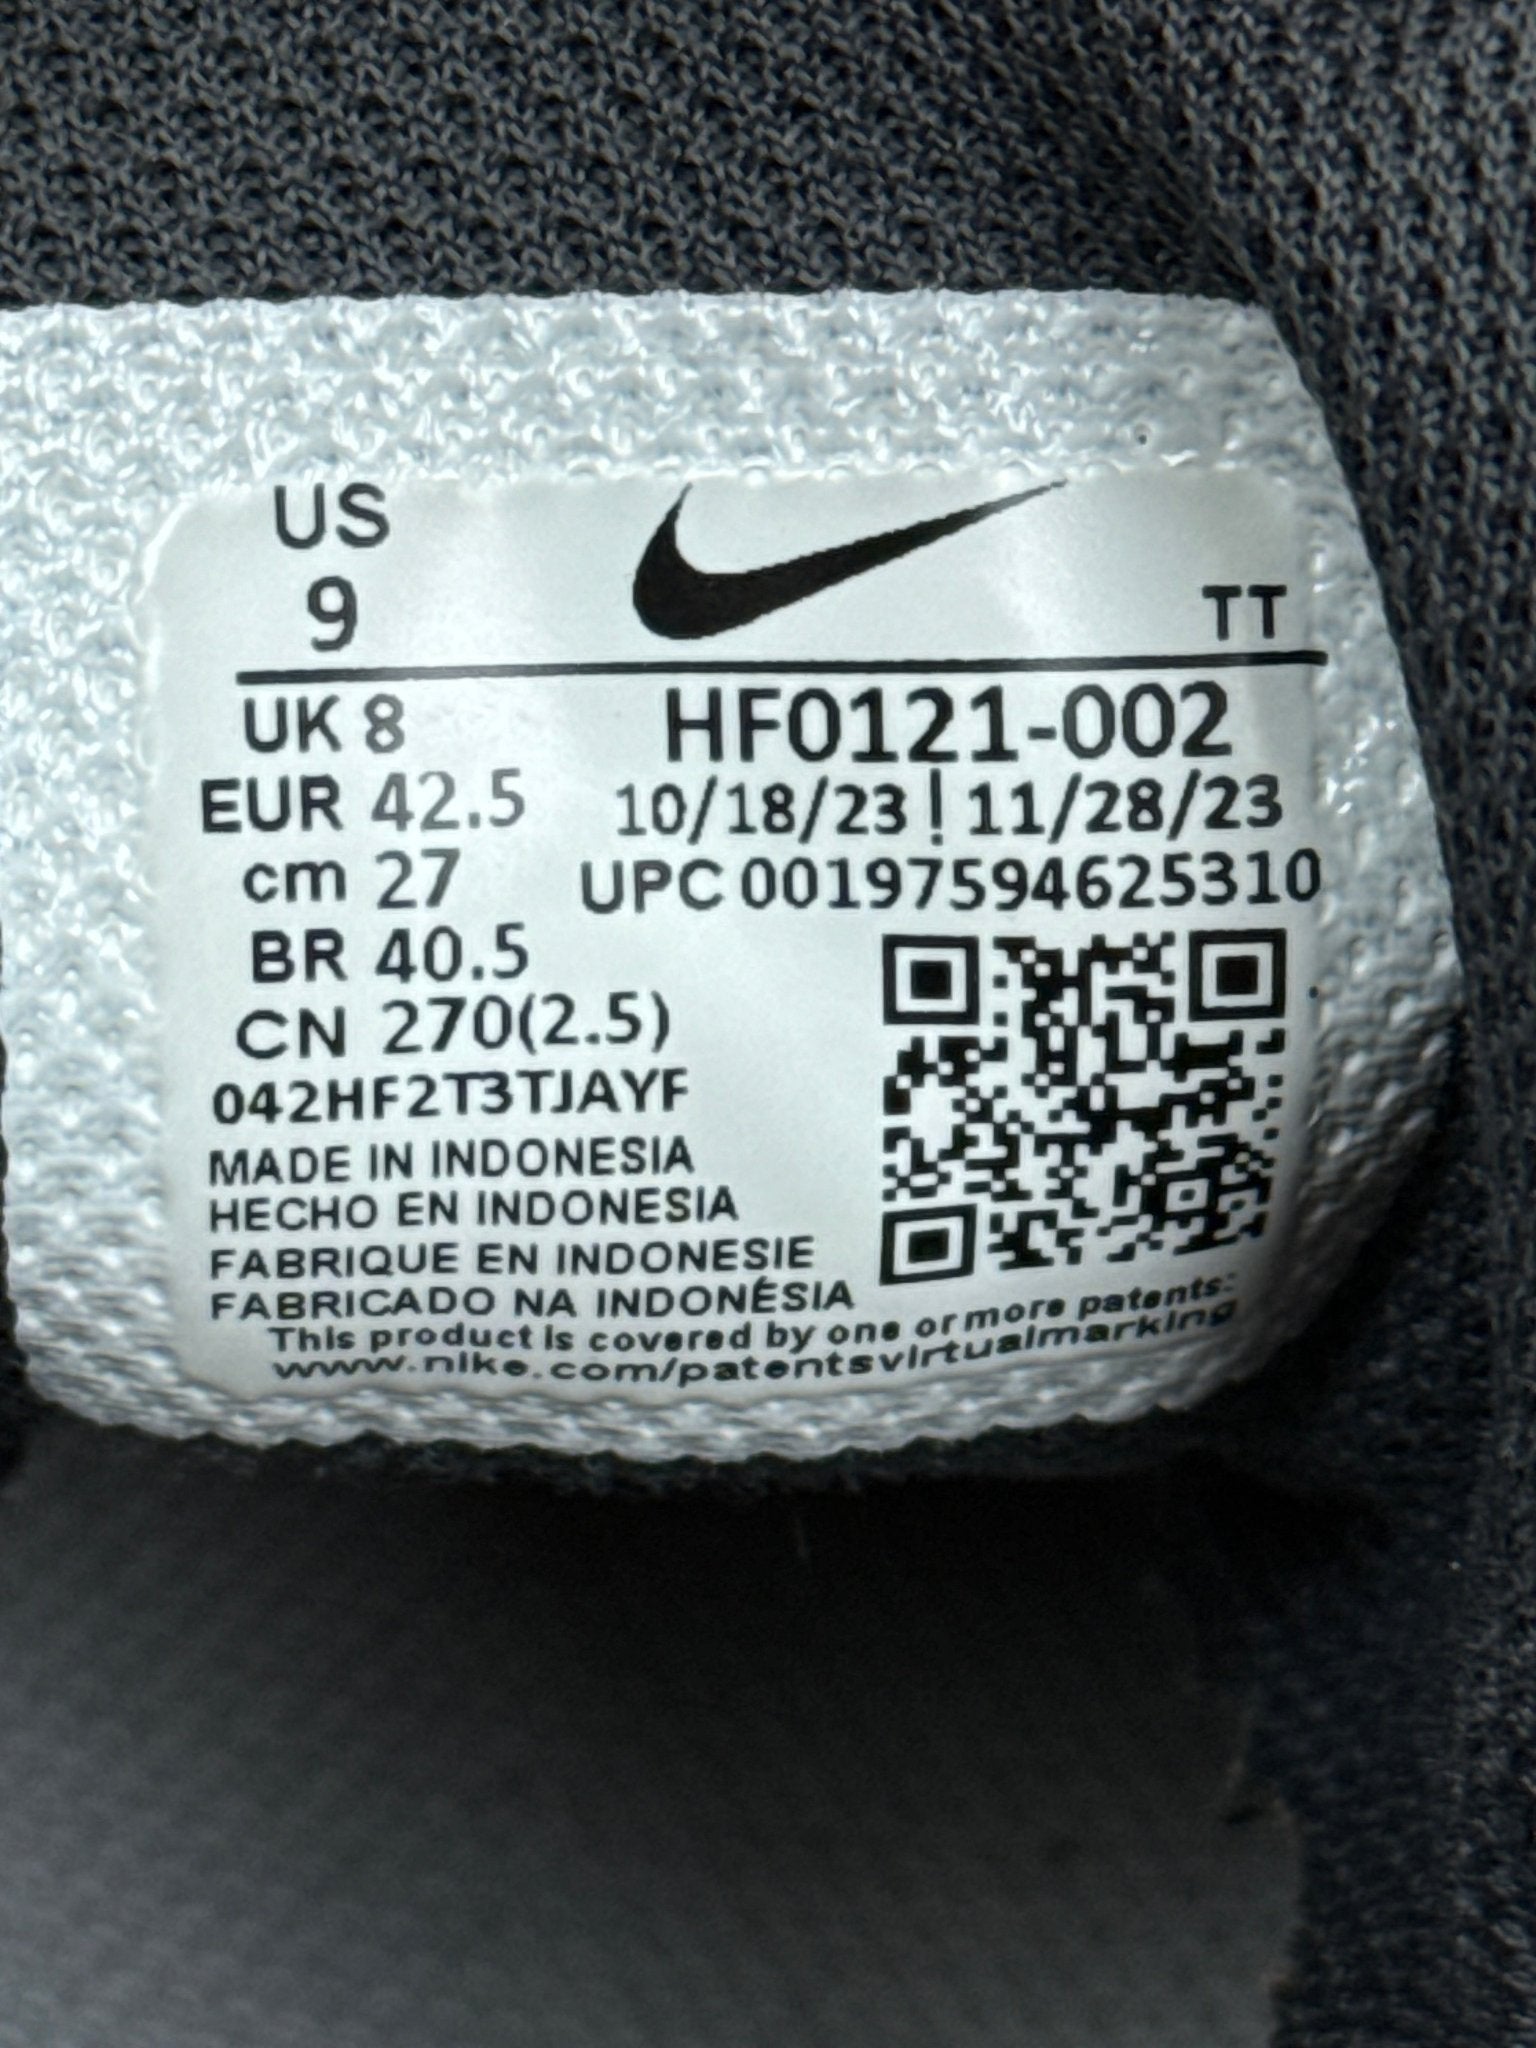 US
9
TT
UK 8
HF0121-002
EUR 42.5
10/18/23 ! 11/28/23
cm 27
UPC 00197594625310
BR 40.5
CN 270(2.5)
042HF2T3TJAYF
MADE IN INDONESIA
HECHO EN INDONESIA
FABRIQUE EN INDONESIE
FABRICADO NA INDONÉSIA
This product is covered by one or more patents:
www.nike.com/patentsvirtualmarking